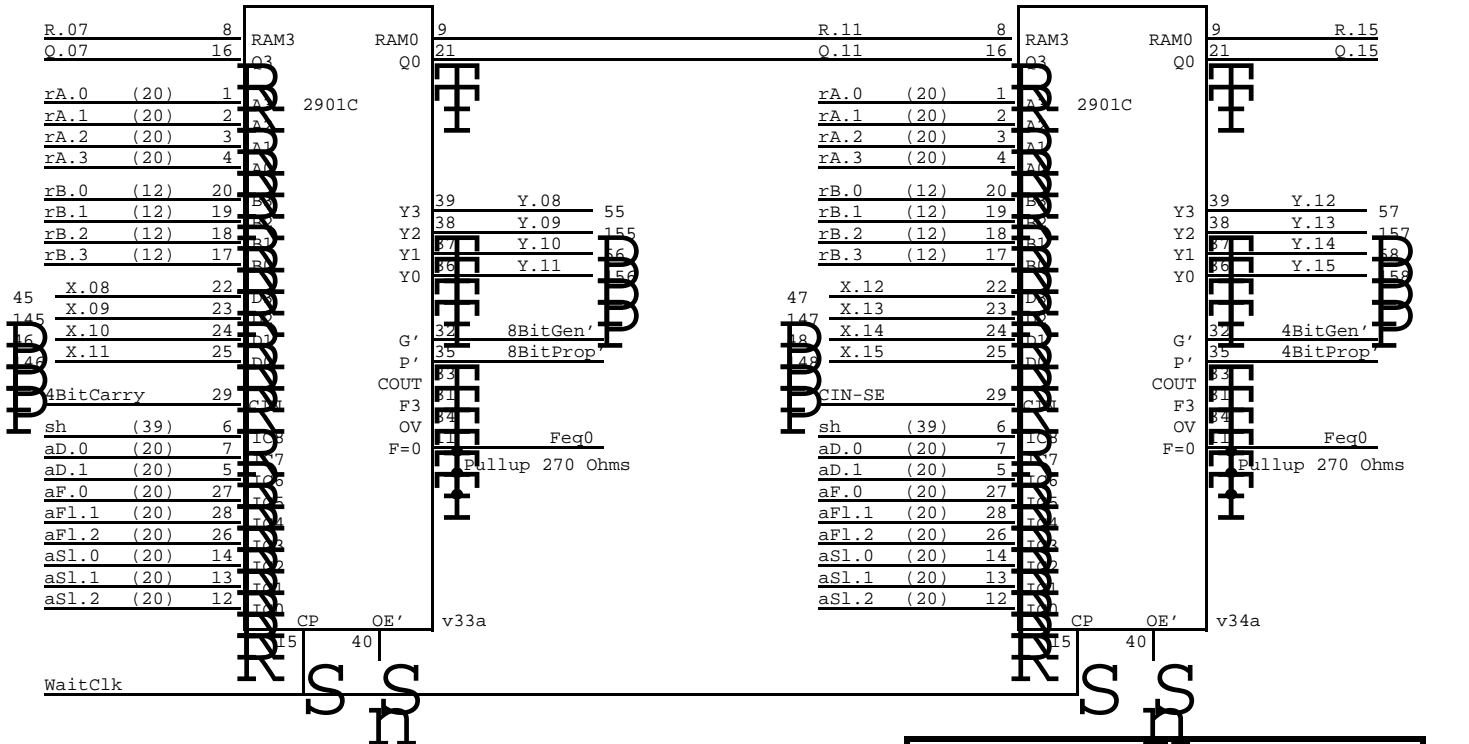 R.07 8 RAM3 RAM0 9 R.11 8 RAM3 RAM0 9 R.15
Q.07 16 Q3 Q0 21 Q.11 16 Q3 Q0 21 Q.15
rA.0 (20) 1 2901C rA.0 (20) 1 2901C
rA.1 (20) 2 rA.1 (20) 2
rA.2 (20) 3 rA.2 (20) 3
rA.3 (20) 4 rA.3 (20) 4
rB.0 (12) 20 39 Y.08 rB.0 (12) 20 39 Y.12
rB.1 (12) 19 Y3 55 rB.1 (12) 19 Y3 57
38 Y.09 38 Y.13
rB.2 (12) 18 Y2 155 rB.2 (12) 18 Y2 157
Y.10 Y.14
rB.3 (12) 17 Y1 rB.3 (12) 17 Y1
Y.11 Y.15
Y0 Y0
X.08 22 X.12 22
45 47
X.09 23 X.13 23
145 147
X.10 24 32 8BitGen' X.14 24 32 4BitGen'
G' G'
X.11 25 35 8BitProp' X.15 25 35 4BitProp'
P' P'
COUT COUT
4BitCarry 29 CIN-SE 29
F3 F3
sh (39) 6 OV sh (39) 6 OV
aD.0 (20) 7 F=0 Feq0 aD.0 (20) 7 F=0 Feq0
aD.1 (20) 5 Pullup 270 Ohms aD.1 (20) 5 Pullup 270 Ohms
aF.0 (20) 27 aF.0 (20) 27
aFl.1 (20) 28 aFl.1 (20) 28
aFl.2 (20) 26 aFl.2 (20) 26
aSl.0 (20) 14 aSl.0 (20) 14
aSl.1 (20) 13 aSl.1 (20) 13
aSl.2 (20) 12 aSl.2 (20) 12
CP OE' v33a CP OE' v34a
15 40 15 40
WaitClk S S S S
n n